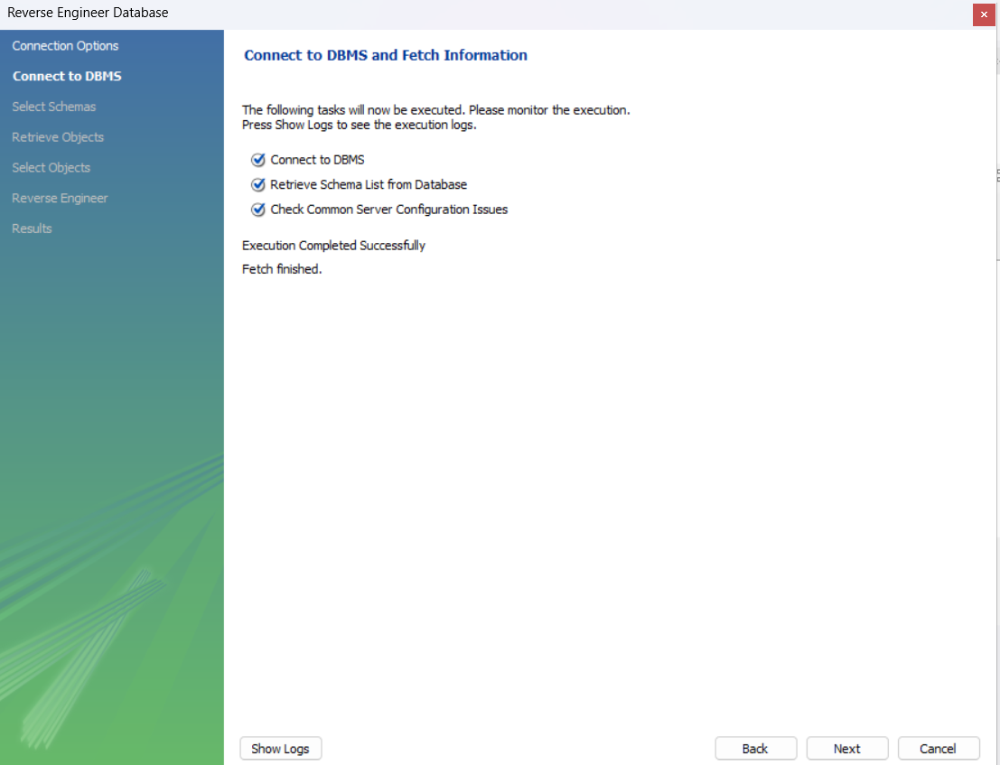 Reverse Engineer Database
Connection Options
Connect to DBMS
Select Schemas
Retrieve Objects
Select Objects
Reverse Engineer
Results
Connect to DBMS and Fetch Information
The following tasks will now be executed. Please monitor the execution.
Press Show Logs to see the execution logs.
Connect to DBMS
Retrieve Schema List from Database
Check Common Server Configuration Issues
Execution Completed Successfully
Fetch finished.
Show Logs
Back
Next
Cancel